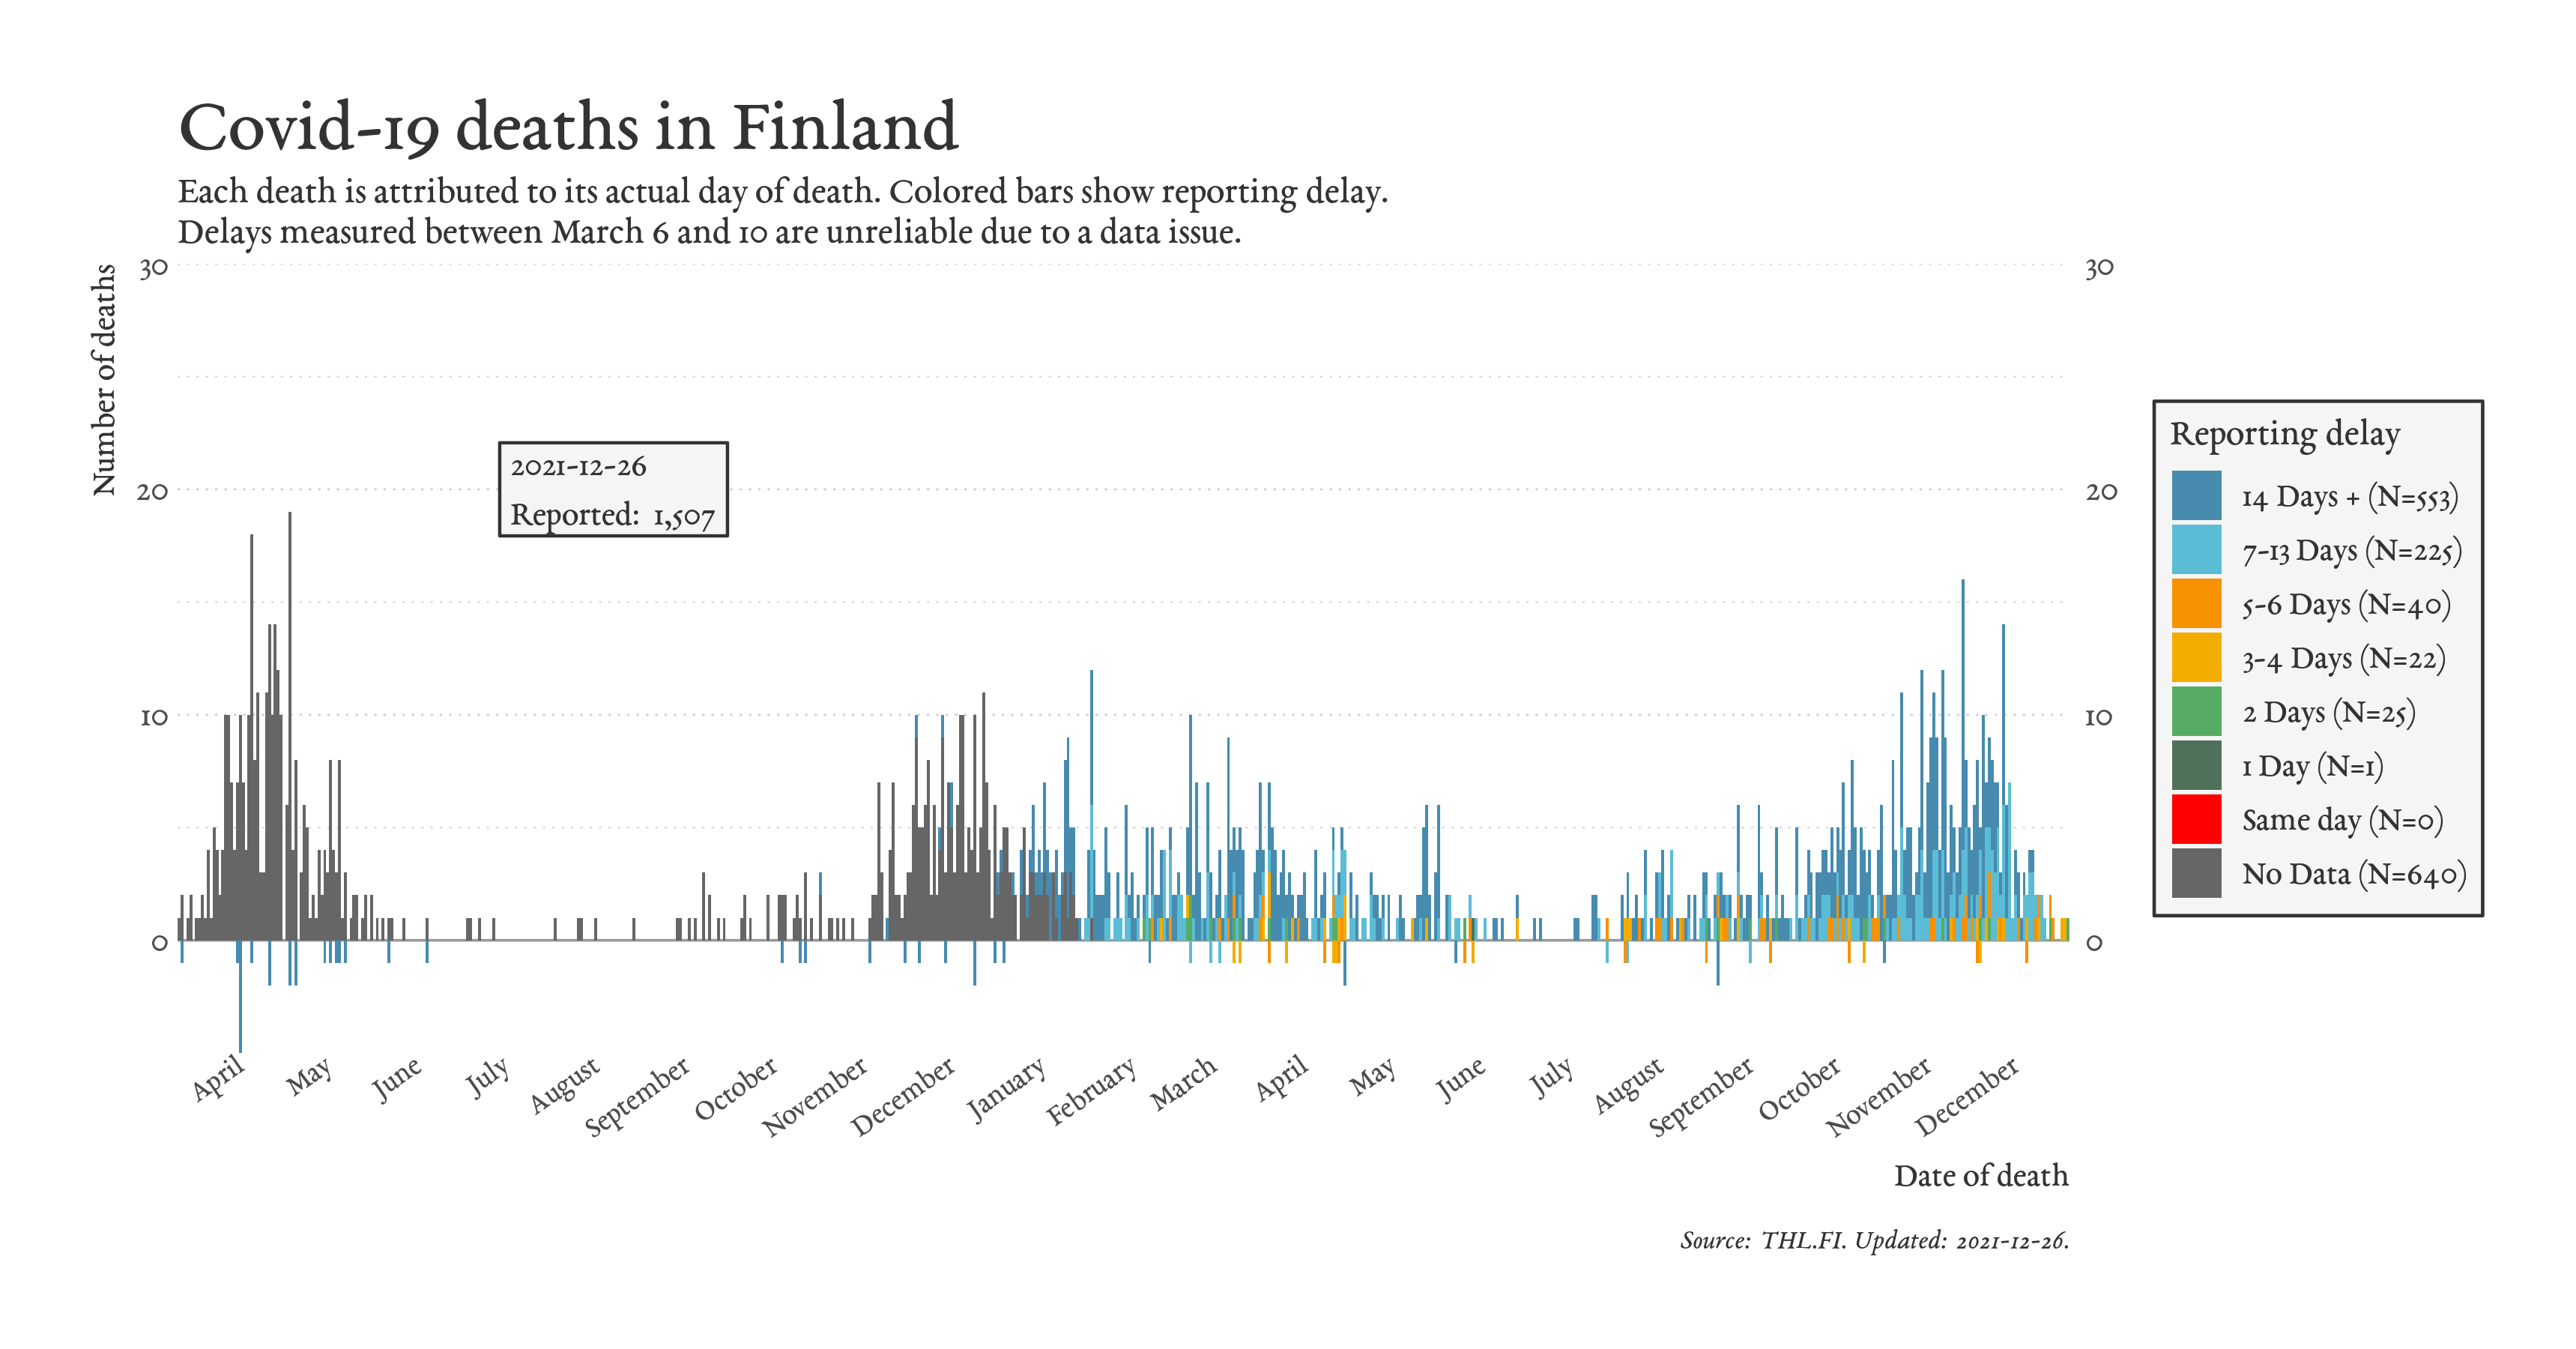 Covid-19 deaths in Finland
Each death is attributed to its actual day of death. Colored bars show reporting delay.
Delays measured between March 6 and 10 are unreliable due to a data issue.
Number of deaths
30
20
10
0
2021-12-26
Reported: 1,507
30
20
10
0
Reporting delay
14 Days + (N=553)
7-13 Days (N=225)
5-6 Days (N=40)
3-4 Days (N=22)
2 Days (N=25)
1 Day (N=1)
Same day (N=0)
No Data (N=640)
April
May
June
July
August
September
October
November
December
January
February
March
April
May
June
July
August
September
October
November
December
Date of death
Source: THL.FI. Updated: 2021-12-26.